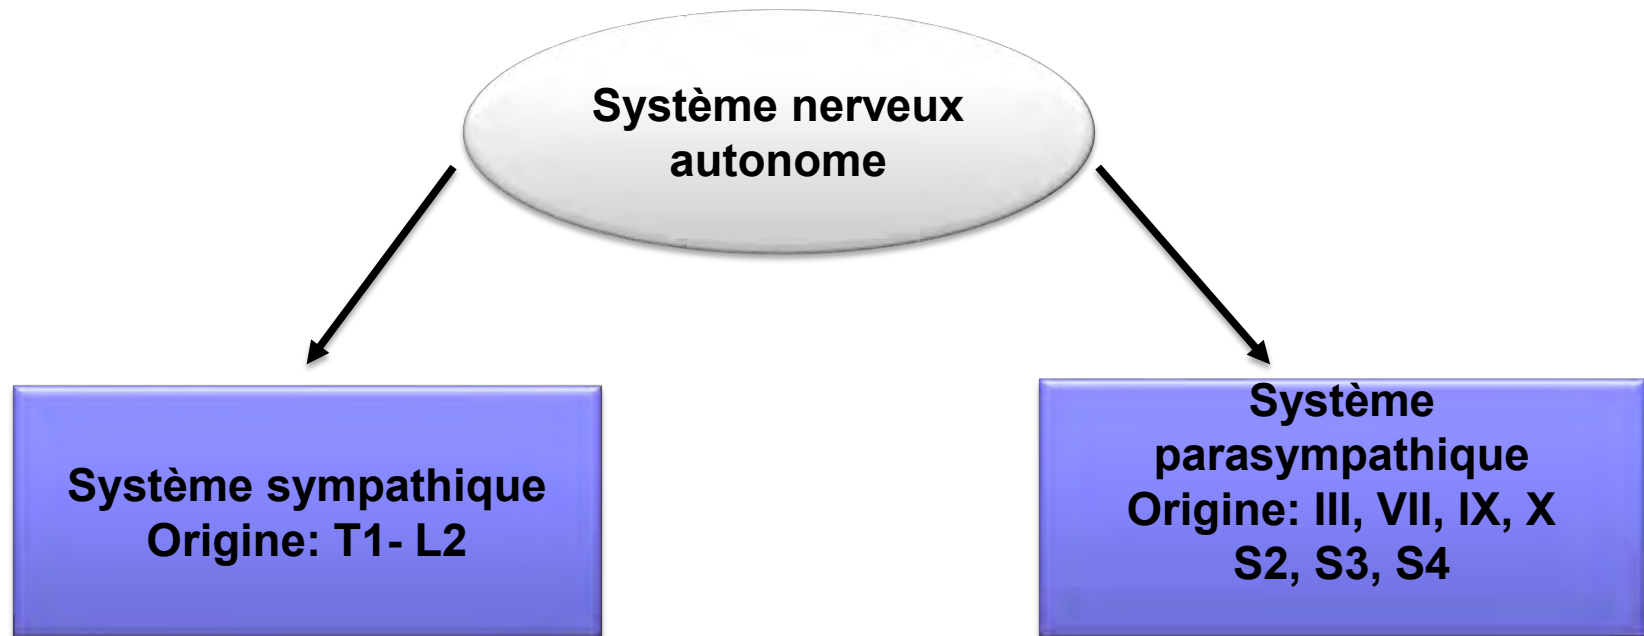 Système nerveux
autonome
Système sympathique
Origine: T1- L2
Système
parasympathique
Origine: III, VII, IX, X
S2, S3, S4